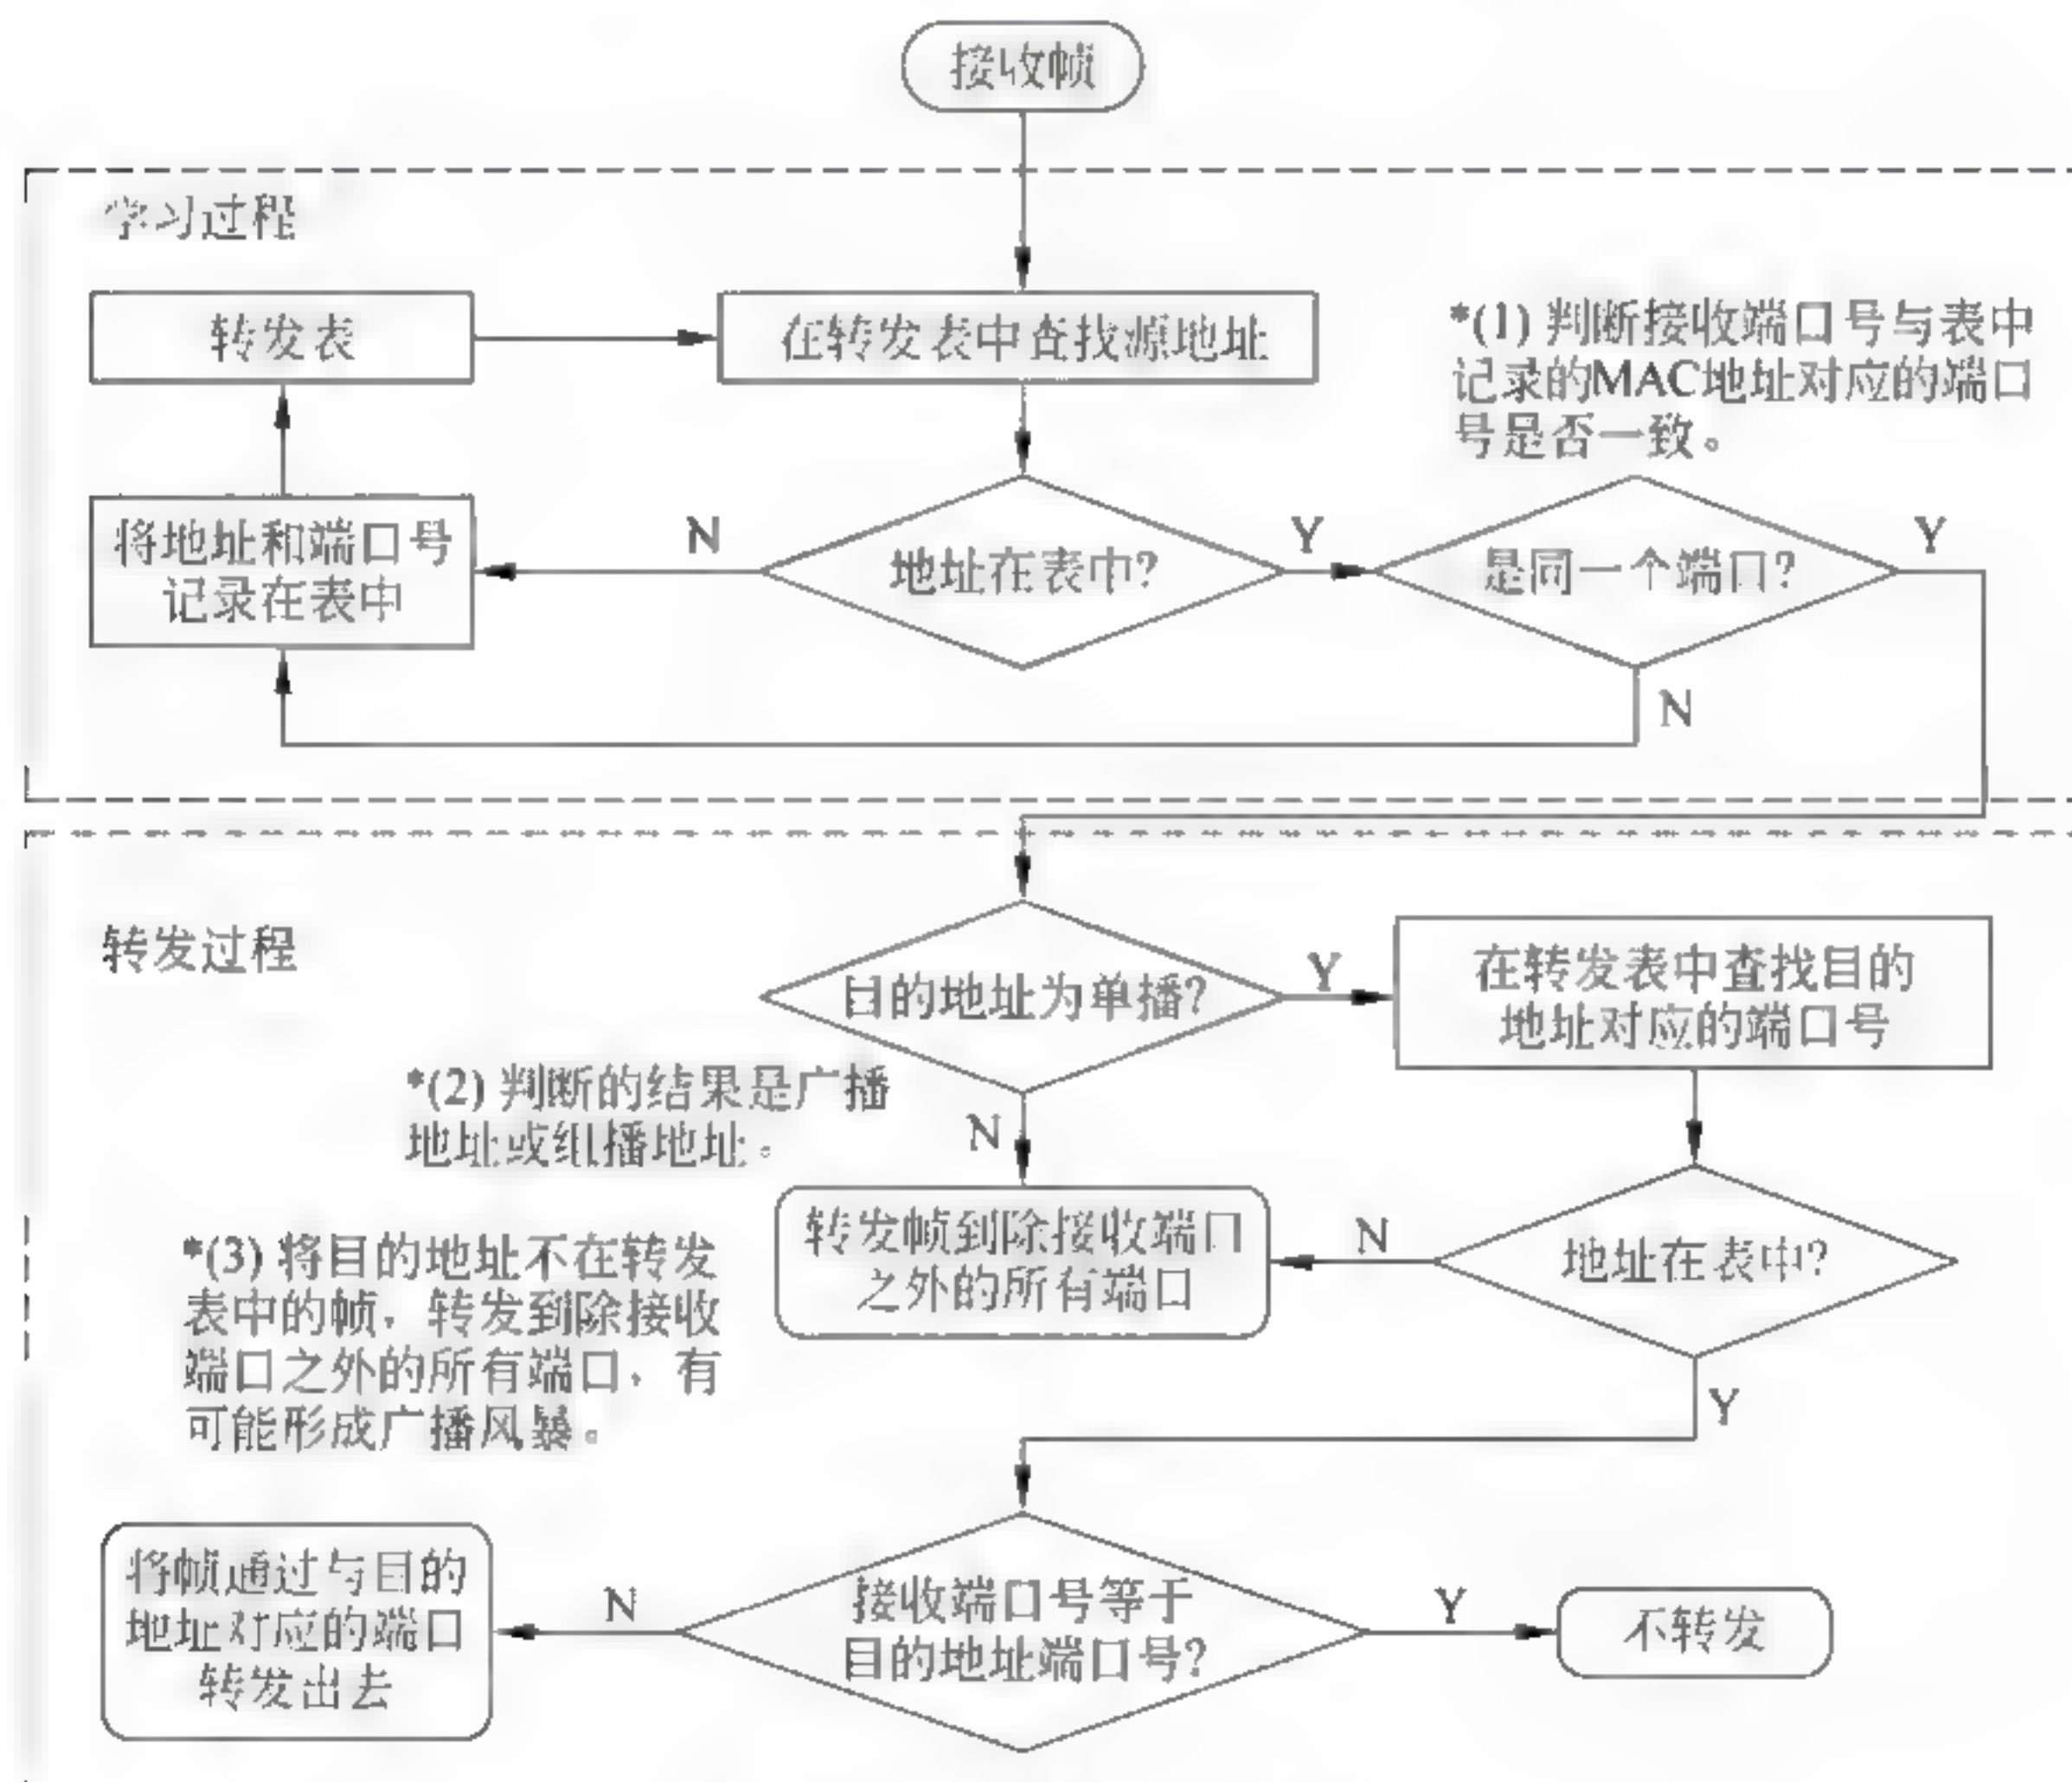 接收帧
学习过程
转发表
在转发表中查找源地址
*(1) 判断接收端口号与表中
记录的MAC地址对应的端口
号是否一致。
将地址和端口号
记录在表中
N
地址在表中?
Y
是同一个端口?
Y
N
转发过程
目的地址为单播?
Y
在转发表中查找目的
地址对应的端口号
*(2) 判断的结果是广播
地址或组播地址。
N
*(3) 将目的地址不在转发
表中的帧，转发到除接收
端口之外的所有端口，有
可能形成广播风暴。
转发帧到除接收端口
之外的所有端口
N
地址在表中?
Y
将帧通过与目的
地址对应的端口
转发出去
N
接收端口号等于
目的地址端口号?
Y
不转发